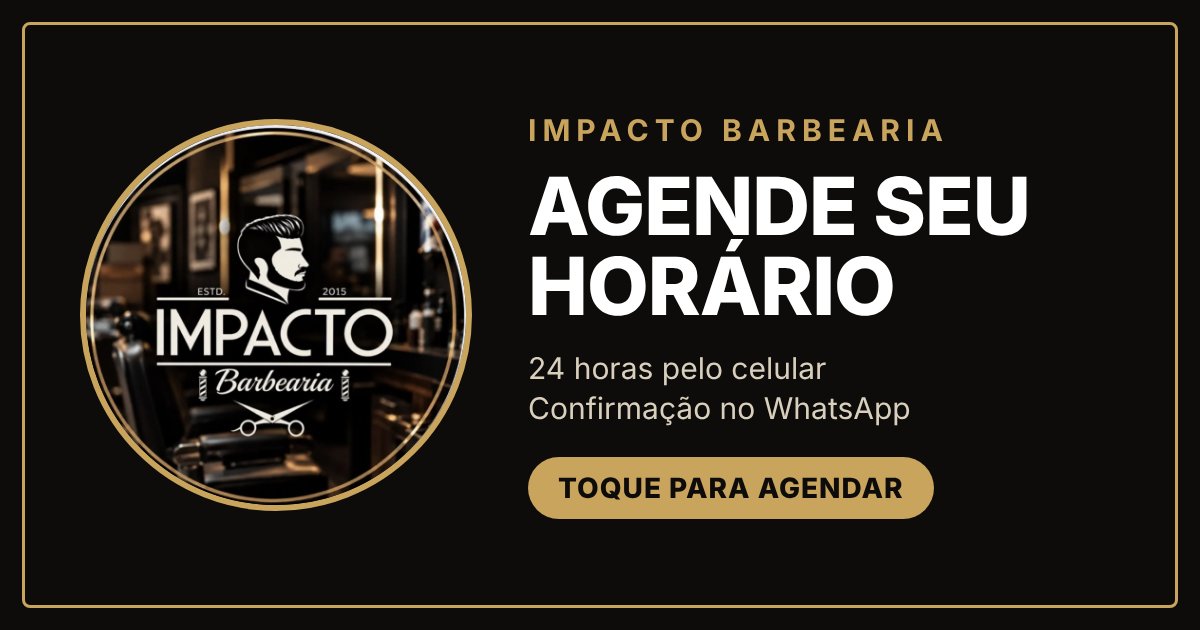 ESTD. 2015
IMPACTO
Barbearia
IMPACTO BARBEARIA
AGENDE SEU
HORÁRIO
24 horas pelo celular
Confirmação no WhatsApp
TOQUE PARA AGENDAR